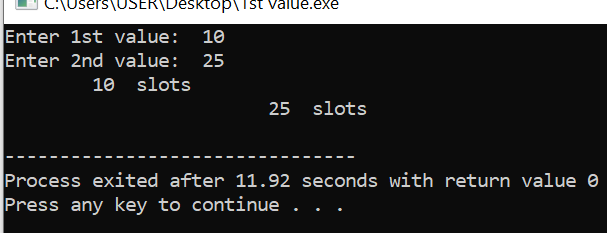 C:\Users\USER\Desktop\1st value.exe
Enter 1st value:  10
Enter 2nd value:  25
        10  slots
                        25  slots
--------------------------------
Process exited after 11.92 seconds with return value 0
Press any key to continue . . .